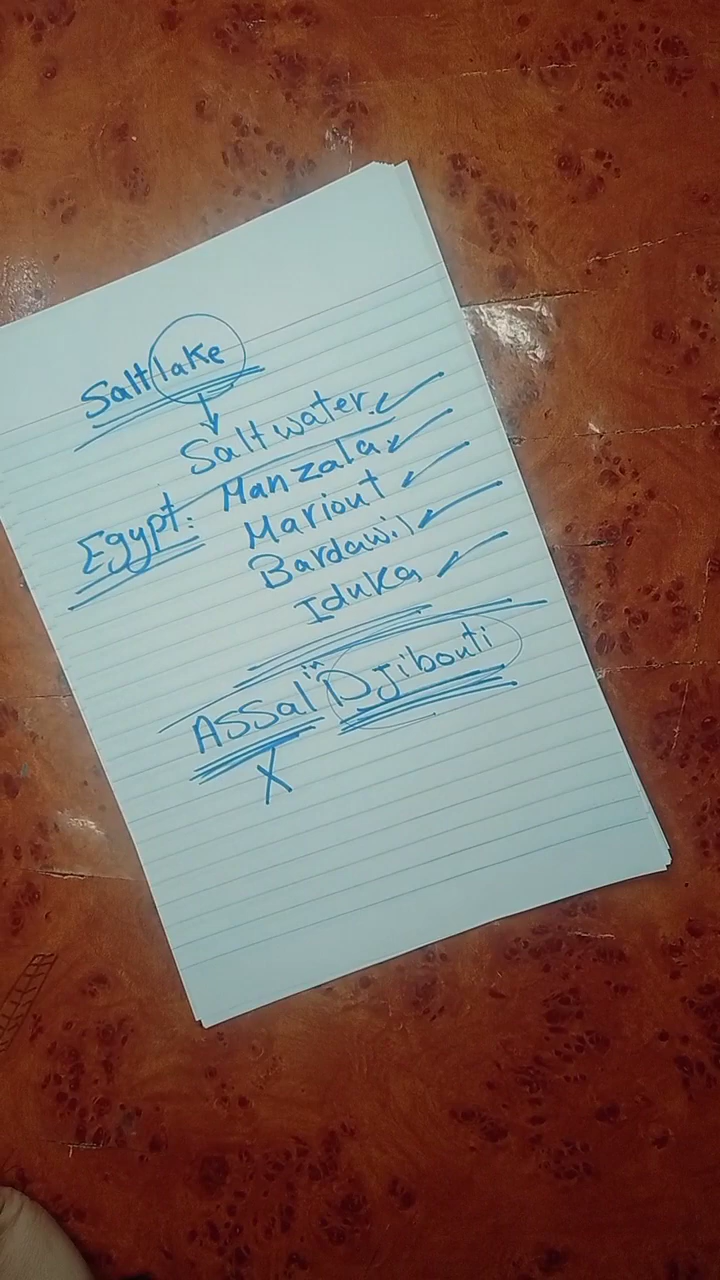 Saltlake
Saltwater.
Egypt: Manzala
Mariout
Bardawil
Iduka
Assal in Djibouti
X